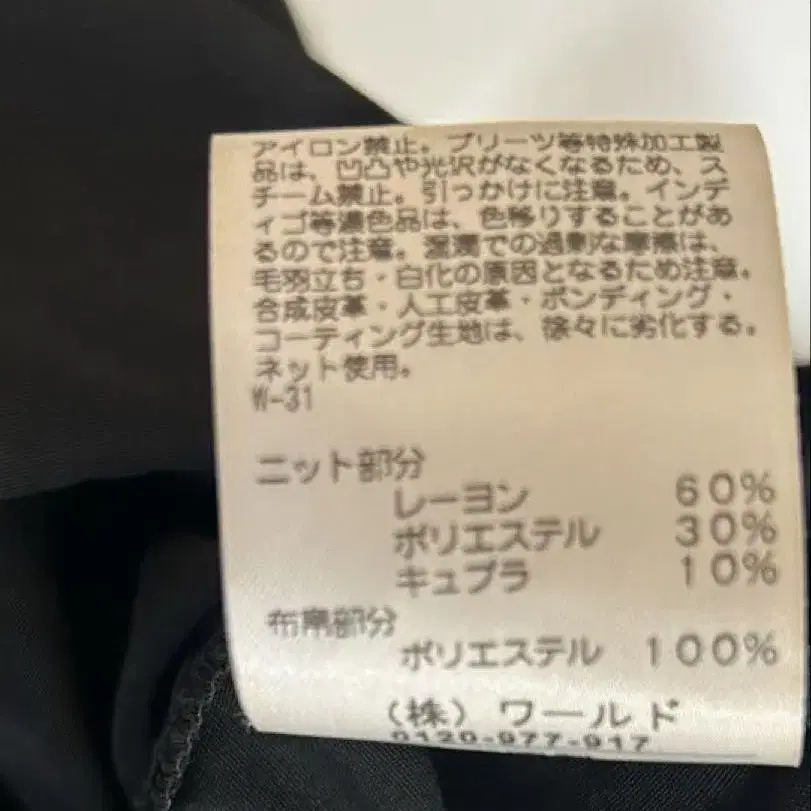 アイロン禁止。プリーツ等特殊加工製
品は、凹凸や光沢がなくなるため、ス
チーム禁止。引っかけに注意。インデ
ィゴ等濃色品は、色移りすることがあ
るので注意。湿潤での過剰な摩擦は、
毛羽立ち・白化の原因となるため注意。
合成皮革・人工皮革・ボンディング・
コーティング生地は、徐々に劣化する。
ネット使用。
W-31
ニット部分
レーヨン 60%
ポリエステル 30%
キュプラ 10%
布帛部分
ポリエステル 100%
(株) ワールド
0120-977-917